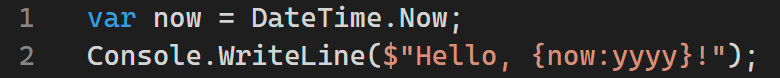 1 var now = DateTime.Now;
2 Console.WriteLine($"Hello, {now:yyyy}!");